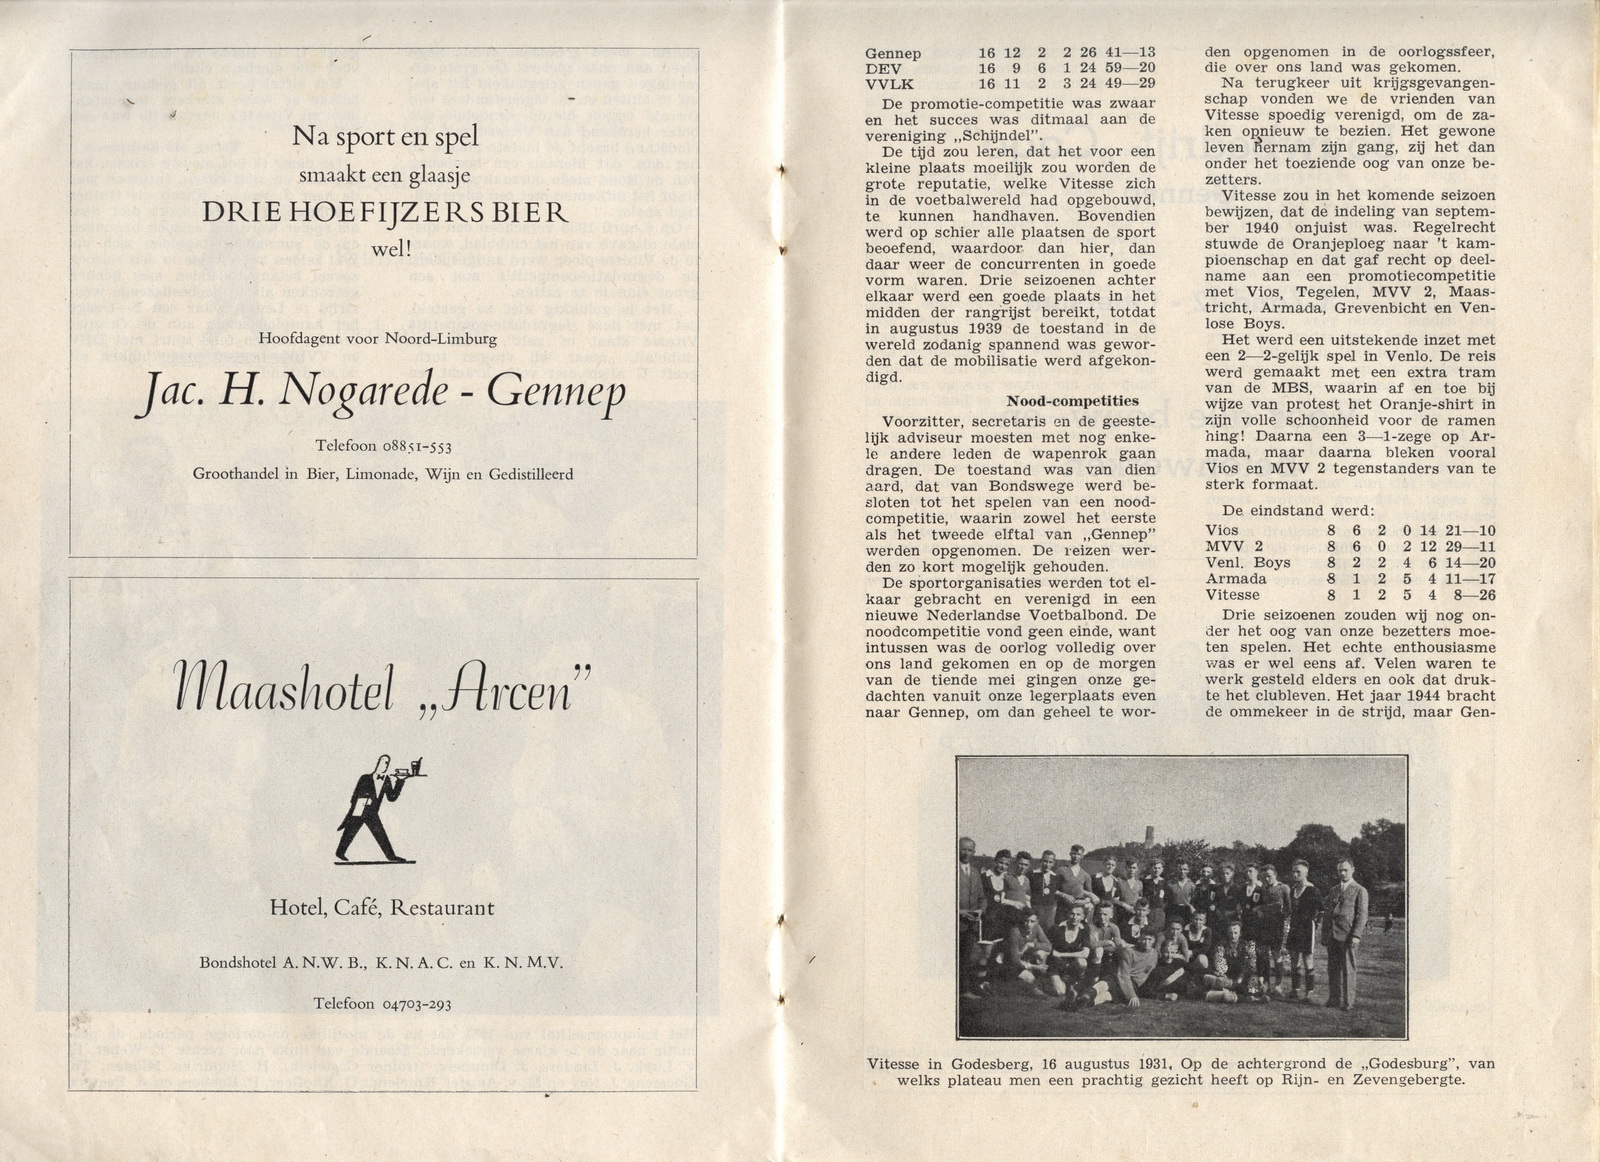 Na sport en spel
smaakt een glaasje
DRIE HOEFIJZERS BIER
wel!
Hoofdagent voor Noord-Limburg
Jac. H. Nogarede - Gennep
Telefoon 08851-553
Groothandel in Bier, Limonade, Wijn en Gedistilleerd
Maashotel „Arcen”
Hotel, Café, Restaurant
Bondshotel A.N.W.B., K.N.A.C. en K.N.M.V.
Telefoon 04703-293
Gennep 16 12 2 2 26 41—13
DEV 16 9 6 1 24 59—20
VVLK 16 11 2 3 24 49—29
De promotie-competitie was zwaar
en het succes was ditmaal aan de
vereniging „Schijndel”.
De tijd zou leren, dat het voor een
kleine plaats moeilijk zou worden de
grote reputatie, welke Vitesse zich
in de voetbalwereld had opgebouwd,
te kunnen handhaven. Bovendien
werd op schier alle plaatsen de sport
beoefend, waardoor dan hier, dan
daar weer de concurrenten in goede
vorm waren. Drie seizoenen achter
elkaar werd een goede plaats in het
midden der rangrijst bereikt, totdat
in augustus 1939 de toestand in de
wereld zodanig spannend was gewor-
den dat de mobilisatie werd afgekon-
digd.
Nood-competities
Voorzitter, secretaris en de geeste-
lijk adviseur moesten met nog enke-
le andere leden de wapenrok gaan
dragen. De toestand was van dien
aard, dat van Bondswege werd be-
sloten tot het spelen van een nood-
competitie, waarin zowel het eerste
als het tweede elftal van „Gennep”
werden opgenomen. De reizen wer-
den zo kort mogelijk gehouden.
De sportorganisaties werden tot el-
kaar gebracht en verenigd in een
nieuwe Nederlandse Voetbalbond. De
noodcompetitie vond geen einde, want
intussen was de oorlog volledig over
ons land gekomen en op de morgen
van de tiende mei gingen onze ge-
dachten vanuit onze legerplaats even
naar Gennep, om dan geheel te wor-
den opgenomen in de oorlogssfeer,
die over ons land was gekomen.
Na terugkeer uit krijgsgevangen-
schap vonden we de vrienden van
Vitesse spoedig verenigd, om de za-
ken opnieuw te bezien. Het gewone
leven hernam zijn gang, zij het dan
onder het toeziende oog van onze be-
zetters.
Vitesse zou in het komende seizoen
bewijzen, dat de indeling van septem-
ber 1940 onjuist was. Regelrecht
stuwde de Oranjeploeg naar 't kam-
pioenschap en dat gaf recht op deel-
name aan een promotiecompetitie
met Vios, Tegelen, MVV 2, Maas-
tricht, Armada, Grevenbicht en Ven-
lose Boys.
Het werd een uitstekende inzet met
een 2—2-gelijk spel in Venlo. De reis
werd gemaakt met een extra tram
van de MBS, waarin af en toe bij
wijze van protest het Oranje-shirt in
zijn volle schoonheid voor de ramen
hing! Daarna een 3—1-zege op Ar-
mada, maar daarna bleken vooral
Vios en MVV 2 tegenstanders van te
sterk formaat.
De eindstand werd:
Vios 8 6 2 0 14 21—10
MVV 2 8 6 0 2 12 29—11
Venl. Boys 8 2 2 4 6 14—20
Armada 8 1 2 5 4 11—17
Vitesse 8 1 2 5 4 8—26
Drie seizoenen zouden wij nog on-
der het oog van onze bezetters moe-
ten spelen. Het echte enthousiasme
was er wel eens af. Velen waren te
werk gesteld elders en ook dat druk-
te het clubleven. Het jaar 1944 bracht
de ommekeer in de strijd, maar Gen-
Vitesse in Godesberg, 16 augustus 1931. Op de achtergrond de „Godesburg”, van
welks plateau men een prachtig gezicht heeft op Rijn- en Zevengebergte.